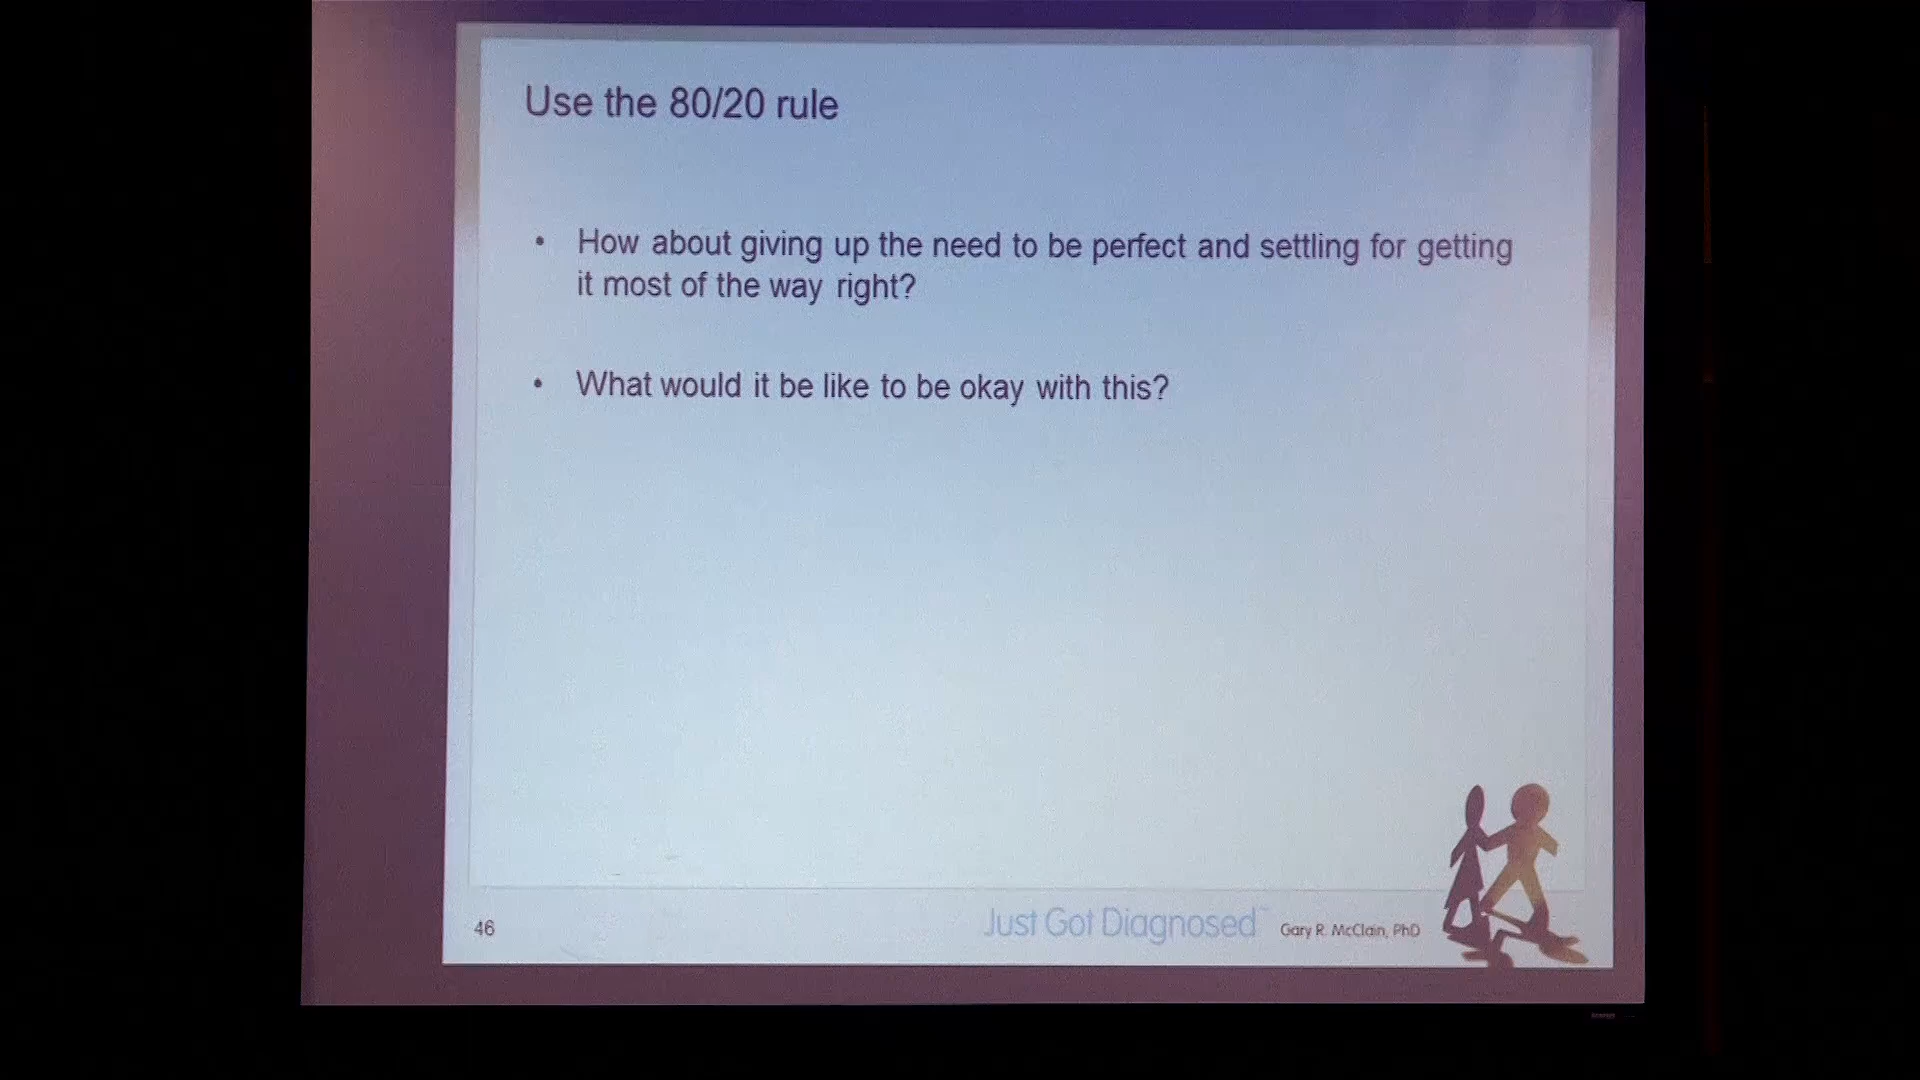 Use the 80/20 rule
• How about giving up the need to be perfect and settling for getting
it most of the way right?
• What would it be like to be okay with this?
46
Just Got Diagnosed™ Gary R. McClain, PhD